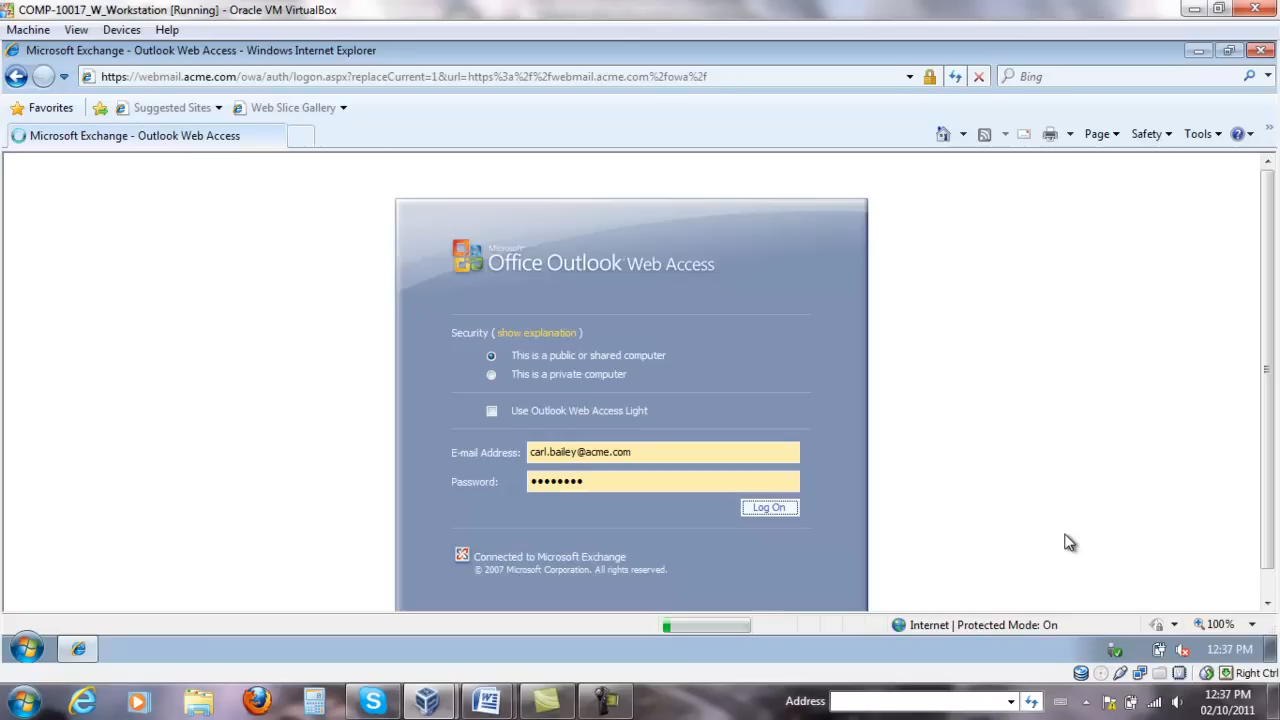 COMP-10017_W_Workstation [Running] - Oracle VM VirtualBox
Machine View Devices Help
Microsoft Exchange - Outlook Web Access - Windows Internet Explorer
https://webmail.acme.com/owa/auth/logon.aspx?replaceCurrent=1&url=https%3a%2f%2fwebmail.acme.com%2fowa%2f
Bing
Favorites Suggested Sites Web Slice Gallery
Microsoft Exchange - Outlook Web Access
Page Safety Tools
Microsoft
Office Outlook Web Access
Security ( show explanation )
This is a public or shared computer
This is a private computer
Use Outlook Web Access Light
E-mail Address: carl.bailey@acme.com
Password: ••••••••
Log On
Connected to Microsoft Exchange
© 2007 Microsoft Corporation. All rights reserved.
Internet | Protected Mode: On
100%
12:37 PM
Right Ctrl
Address
12:37 PM
02/10/2011